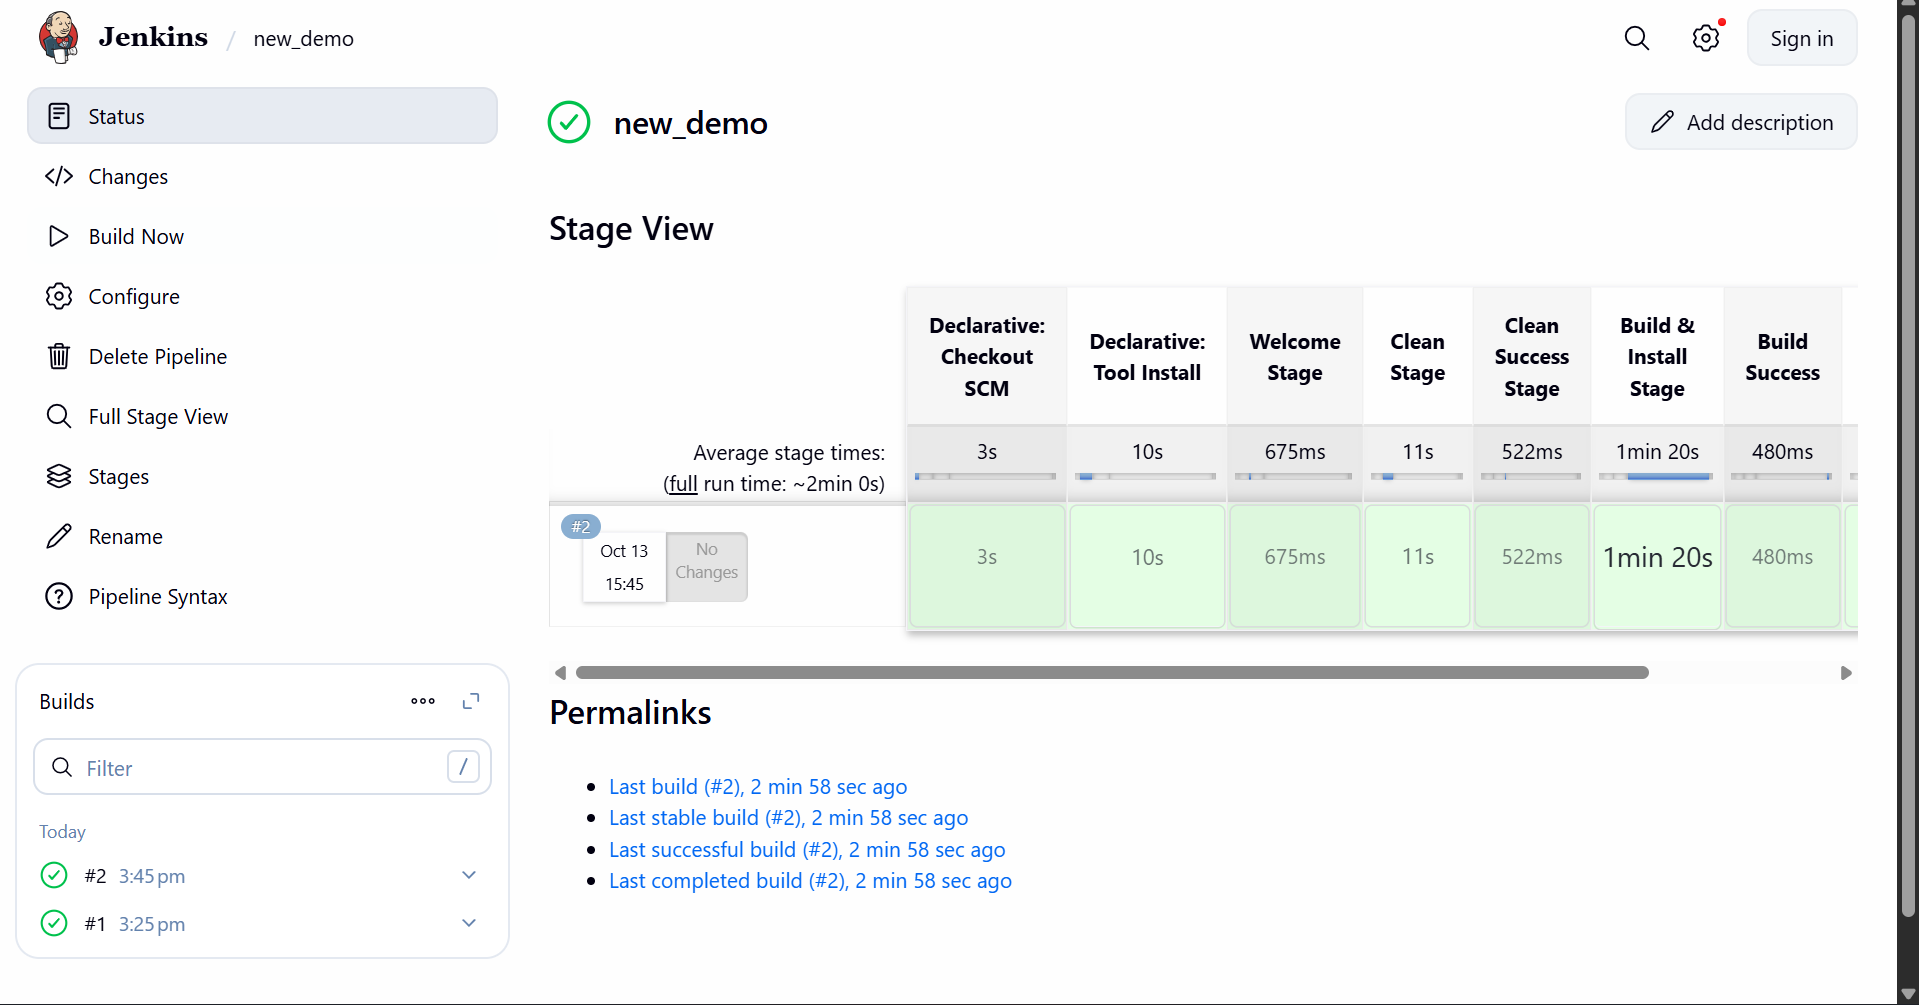 Jenkins / new_demo
Sign in
Status
Changes
Build Now
Configure
Delete Pipeline
Full Stage View
Stages
Rename
Pipeline Syntax
Builds
Filter /
Today
#2 3:45 pm
#1 3:25 pm
new_demo
Add description
Stage View
Declarative:
Checkout
SCM
Declarative:
Tool Install
Welcome
Stage
Clean
Stage
Clean
Success
Stage
Build &
Install
Stage
Build
Success
Average stage times:
(full run time: ~2min 0s)
3s 10s 675ms 11s 522ms 1min 20s 480ms
#2
Oct 13
15:45
No
Changes
3s 10s 675ms 11s 522ms 1min 20s 480ms
Permalinks
Last build (#2), 2 min 58 sec ago
Last stable build (#2), 2 min 58 sec ago
Last successful build (#2), 2 min 58 sec ago
Last completed build (#2), 2 min 58 sec ago